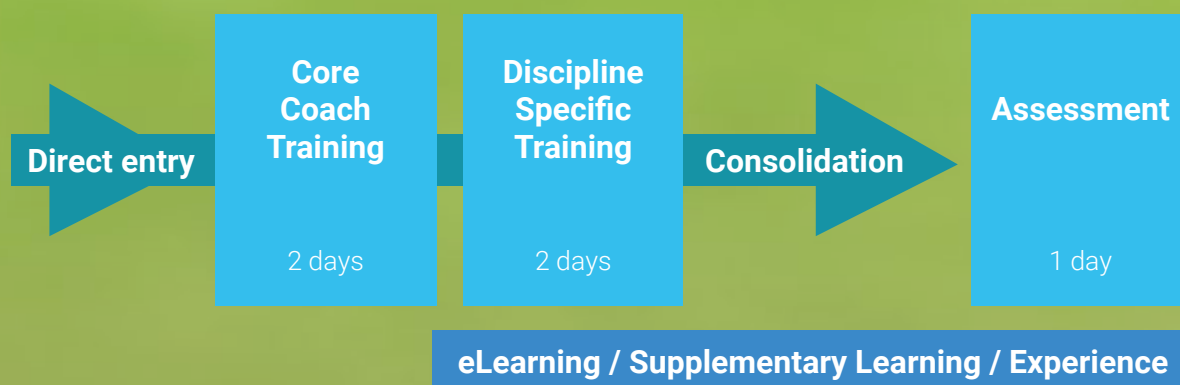 Direct entry
Core
Coach
Training
2 days
Discipline
Specific
Training
2 days
Consolidation
Assessment
1 day
eLearning / Supplementary Learning / Experience